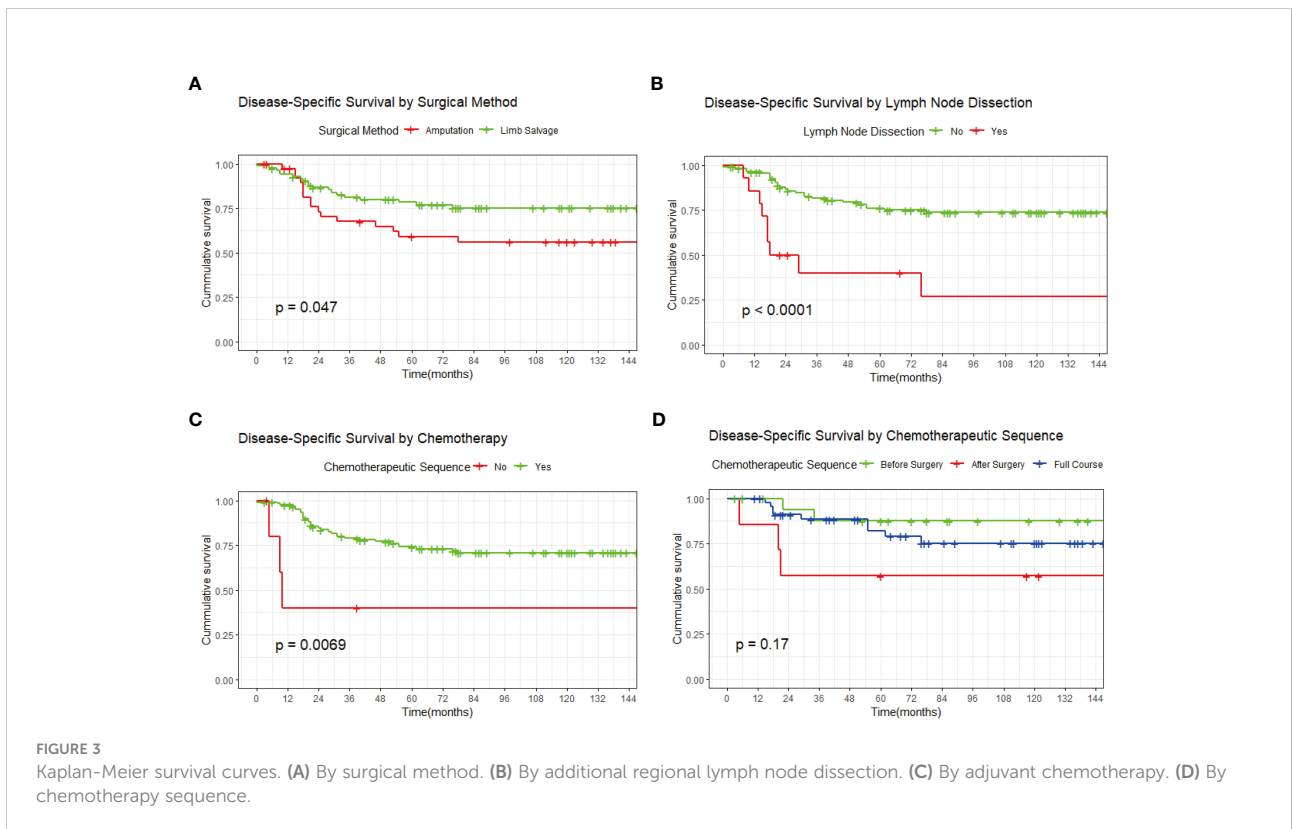 A
Disease-Specific Survival by Surgical Method
Surgical Method Amputation Limb Salvage
Cummulative survival
1.00
0.75
0.50
0.25
0.00
p = 0.047
0 12 24 36 48 60 72 84 96 108 120 132 144
Time(months)
B
Disease-Specific Survival by Lymph Node Dissection
Lymph Node Dissection No Yes
Cummulative survival
1.00
0.75
0.50
0.25
0.00
p < 0.0001
0 12 24 36 48 60 72 84 96 108 120 132 144
Time(months)
C
Disease-Specific Survival by Chemotherapy
Chemotherapeutic Sequence No Yes
Cummulative survival
1.00
0.75
0.50
0.25
0.00
p = 0.0069
0 12 24 36 48 60 72 84 96 108 120 132 144
Time(months)
D
Disease-Specific Survival by Chemotherapeutic Sequence
Chemotherapeutic Sequence Before Surgery After Surgery Full Course
Cummulative survival
1.00
0.75
0.50
0.25
0.00
p = 0.17
0 12 24 36 48 60 72 84 96 108 120 132 144
Time(months)
FIGURE 3
Kaplan-Meier survival curves. (A) By surgical method. (B) By additional regional lymph node dissection. (C) By adjuvant chemotherapy. (D) By
chemotherapy sequence.